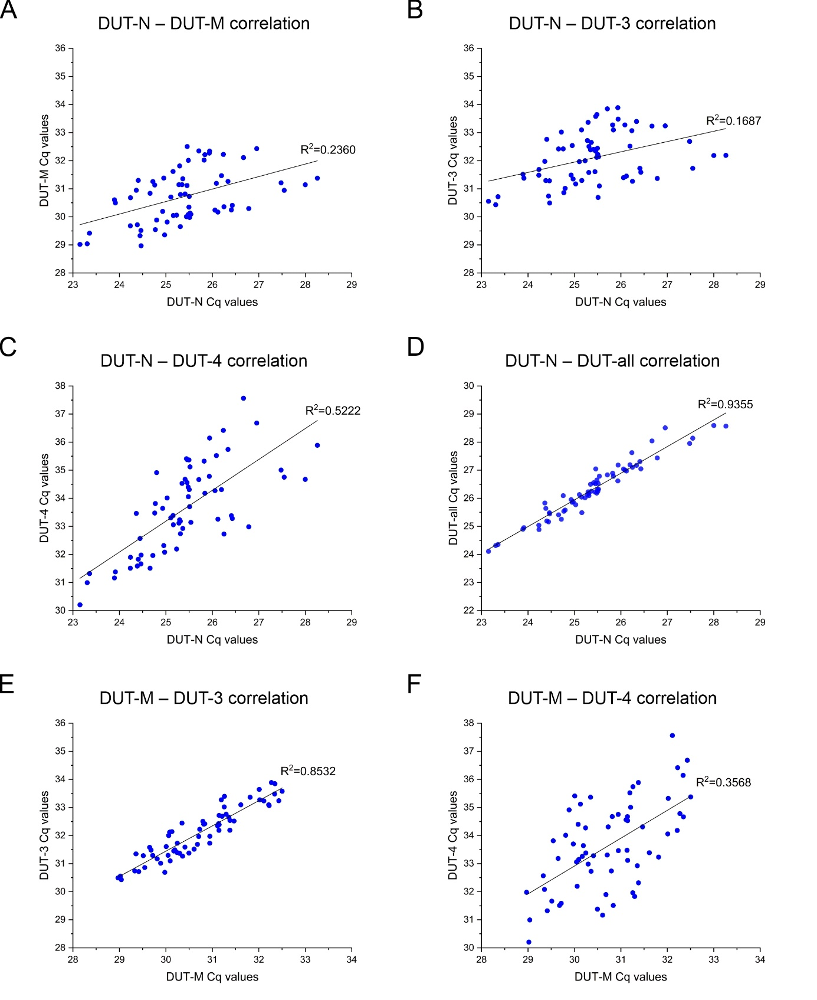 A
DUT-N – DUT-M correlation
36
35
34
33
32
31
30
29
28
DUT-M Cq values
R²=0.2360
23 24 25 26 27 28 29
DUT-N Cq values
B
DUT-N – DUT-3 correlation
36
35
34
33
32
31
30
29
28
DUT-3 Cq values
R²=0.1687
23 24 25 26 27 28 29
DUT-N Cq values
C
DUT-N – DUT-4 correlation
38
37
36
35
34
33
32
31
30
DUT-4 Cq values
R²=0.5222
23 24 25 26 27 28 29
DUT-N Cq values
D
DUT-N – DUT-all correlation
30
29
28
27
26
25
24
23
22
DUT-all Cq values
R²=0.9355
23 24 25 26 27 28 29
DUT-N Cq values
E
DUT-M – DUT-3 correlation
36
35
34
33
32
31
30
29
28
DUT-3 Cq values
R²=0.8532
28 29 30 31 32 33 34
DUT-M Cq values
F
DUT-M – DUT-4 correlation
38
37
36
35
34
33
32
31
30
DUT-4 Cq values
R²=0.3568
28 29 30 31 32 33 34
DUT-M Cq values